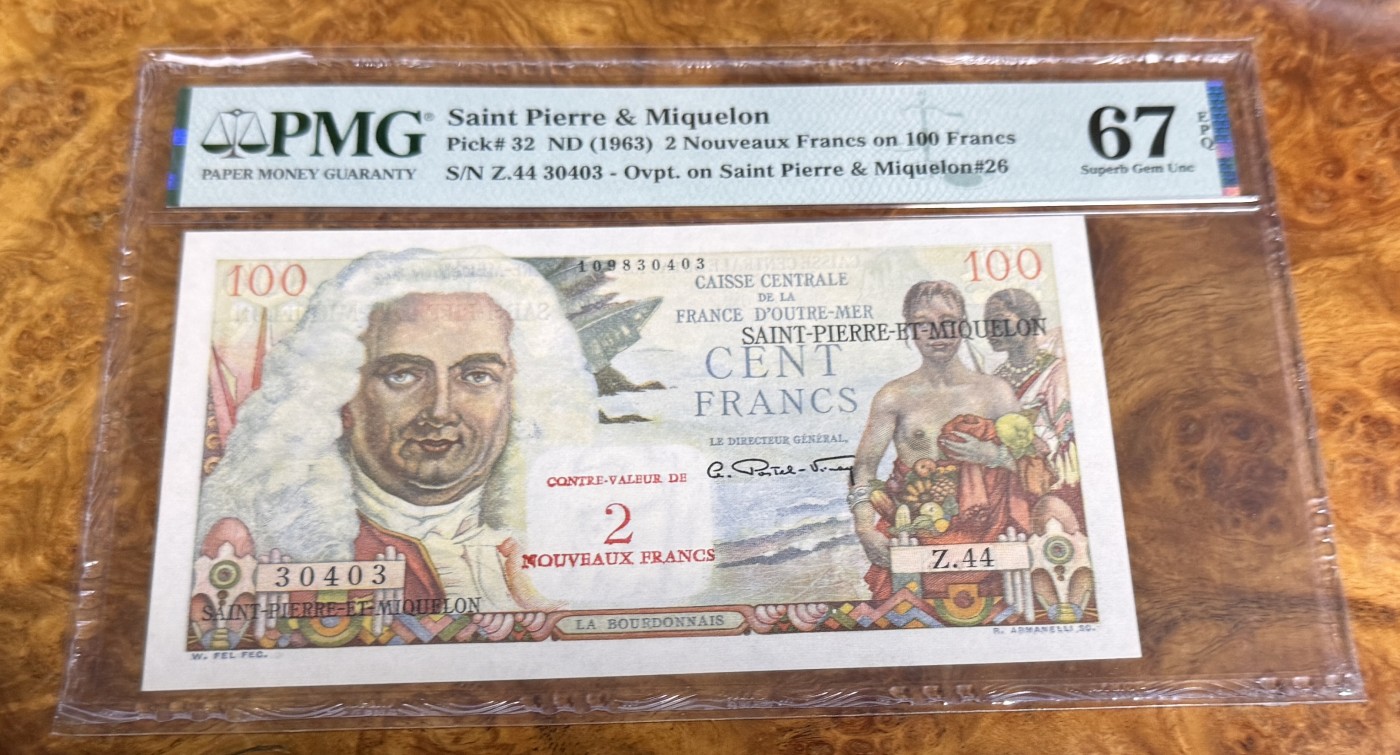 PMG®
PAPER MONEY GUARANTY
Saint Pierre & Miquelon
Pick# 32 ND (1963) 2 Nouveaux Francs on 100 Francs
S/N Z.44 30403 - Ovpt. on Saint Pierre & Miquelon#26
67
EPQ
Superb Gem Unc
100
109830403
100
CAISSE CENTRALE
DE LA
FRANCE D'OUTRE-MER
SAINT-PIERRE-ET-MIQUELON
CENT
FRANCS
LE DIRECTEUR GÉNÉRAL,
CONTRE-VALEUR DE
2
NOUVEAUX FRANCS
30403
Z.44
SAINT-PIERRE-ET-MIQUELON
LA BOURDONNAIS
W. FEL FEC.
R. ARMANELLI SC.